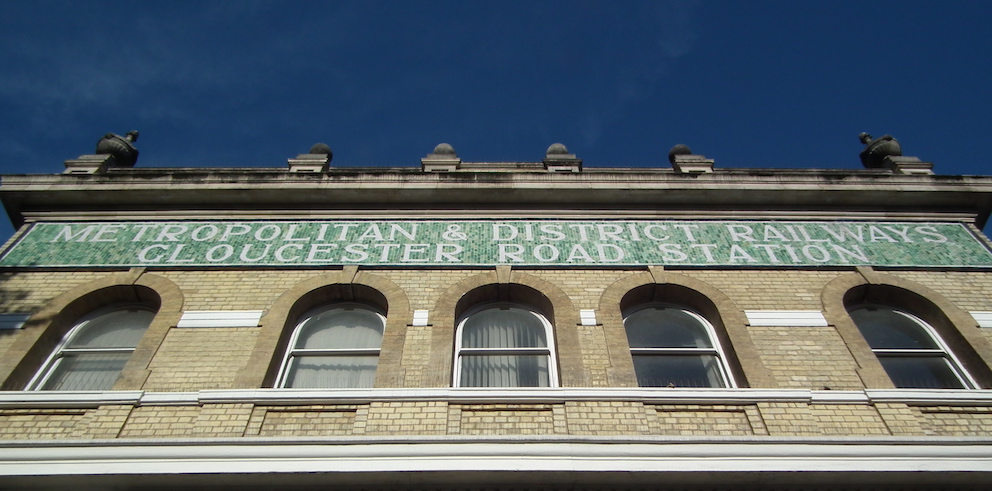 METROPOLITAN & DISTRICT RAILWAYS
GLOUCESTER ROAD STATION